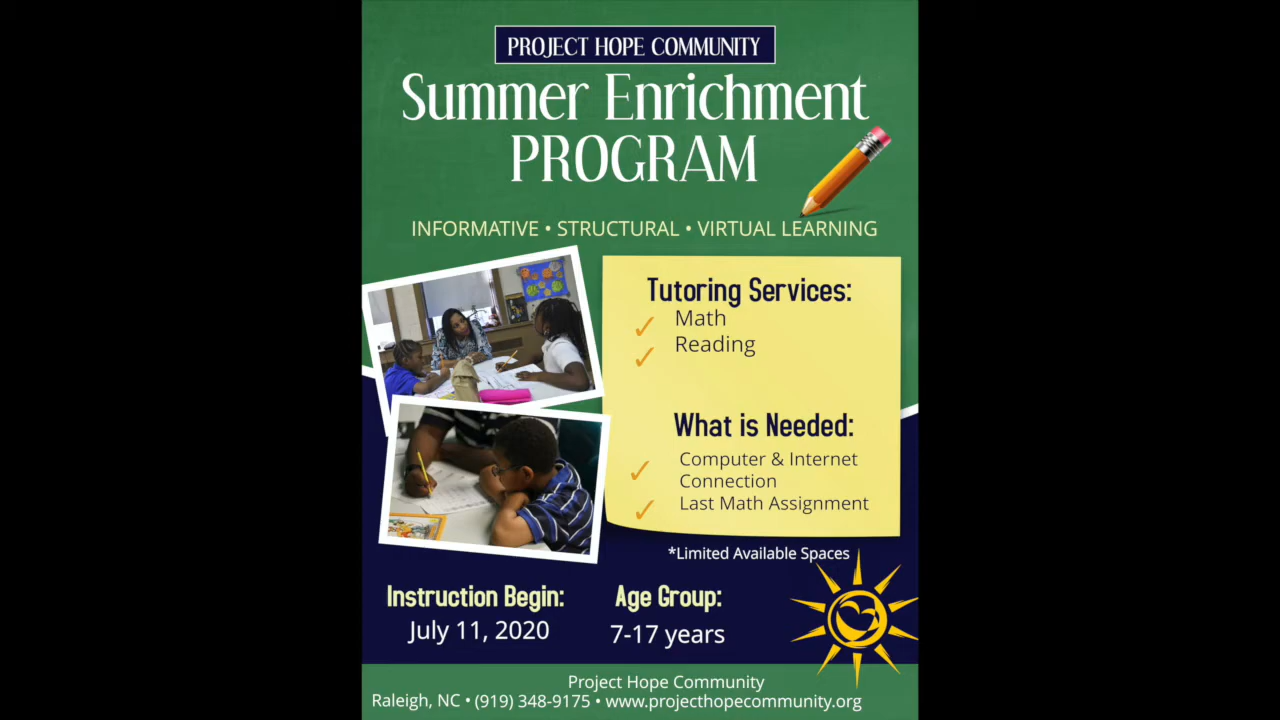 PROJECT HOPE COMMUNITY
Summer Enrichment
PROGRAM
INFORMATIVE • STRUCTURAL • VIRTUAL LEARNING
Tutoring Services:
✓ Math
✓ Reading
What is Needed:
✓ Computer & Internet
Connection
✓ Last Math Assignment
*Limited Available Spaces
Instruction Begin:
July 11, 2020
Age Group:
7-17 years
Project Hope Community
Raleigh, NC • (919) 348-9175 • www.projecthopecommunity.org